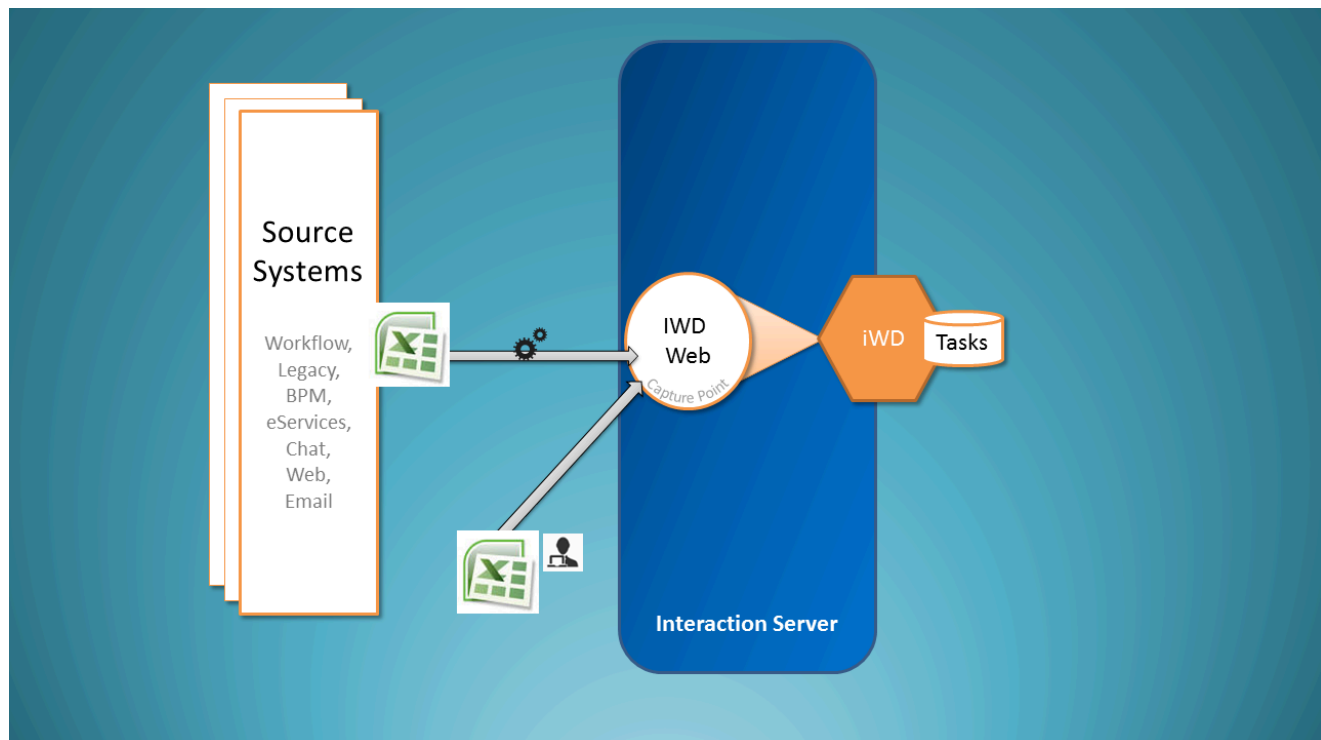 Source
Systems
Workflow,
Legacy,
BPM,
eServices,
Chat,
Web,
Email
IWD
Web
Capture Point
iWD
Tasks
Interaction Server